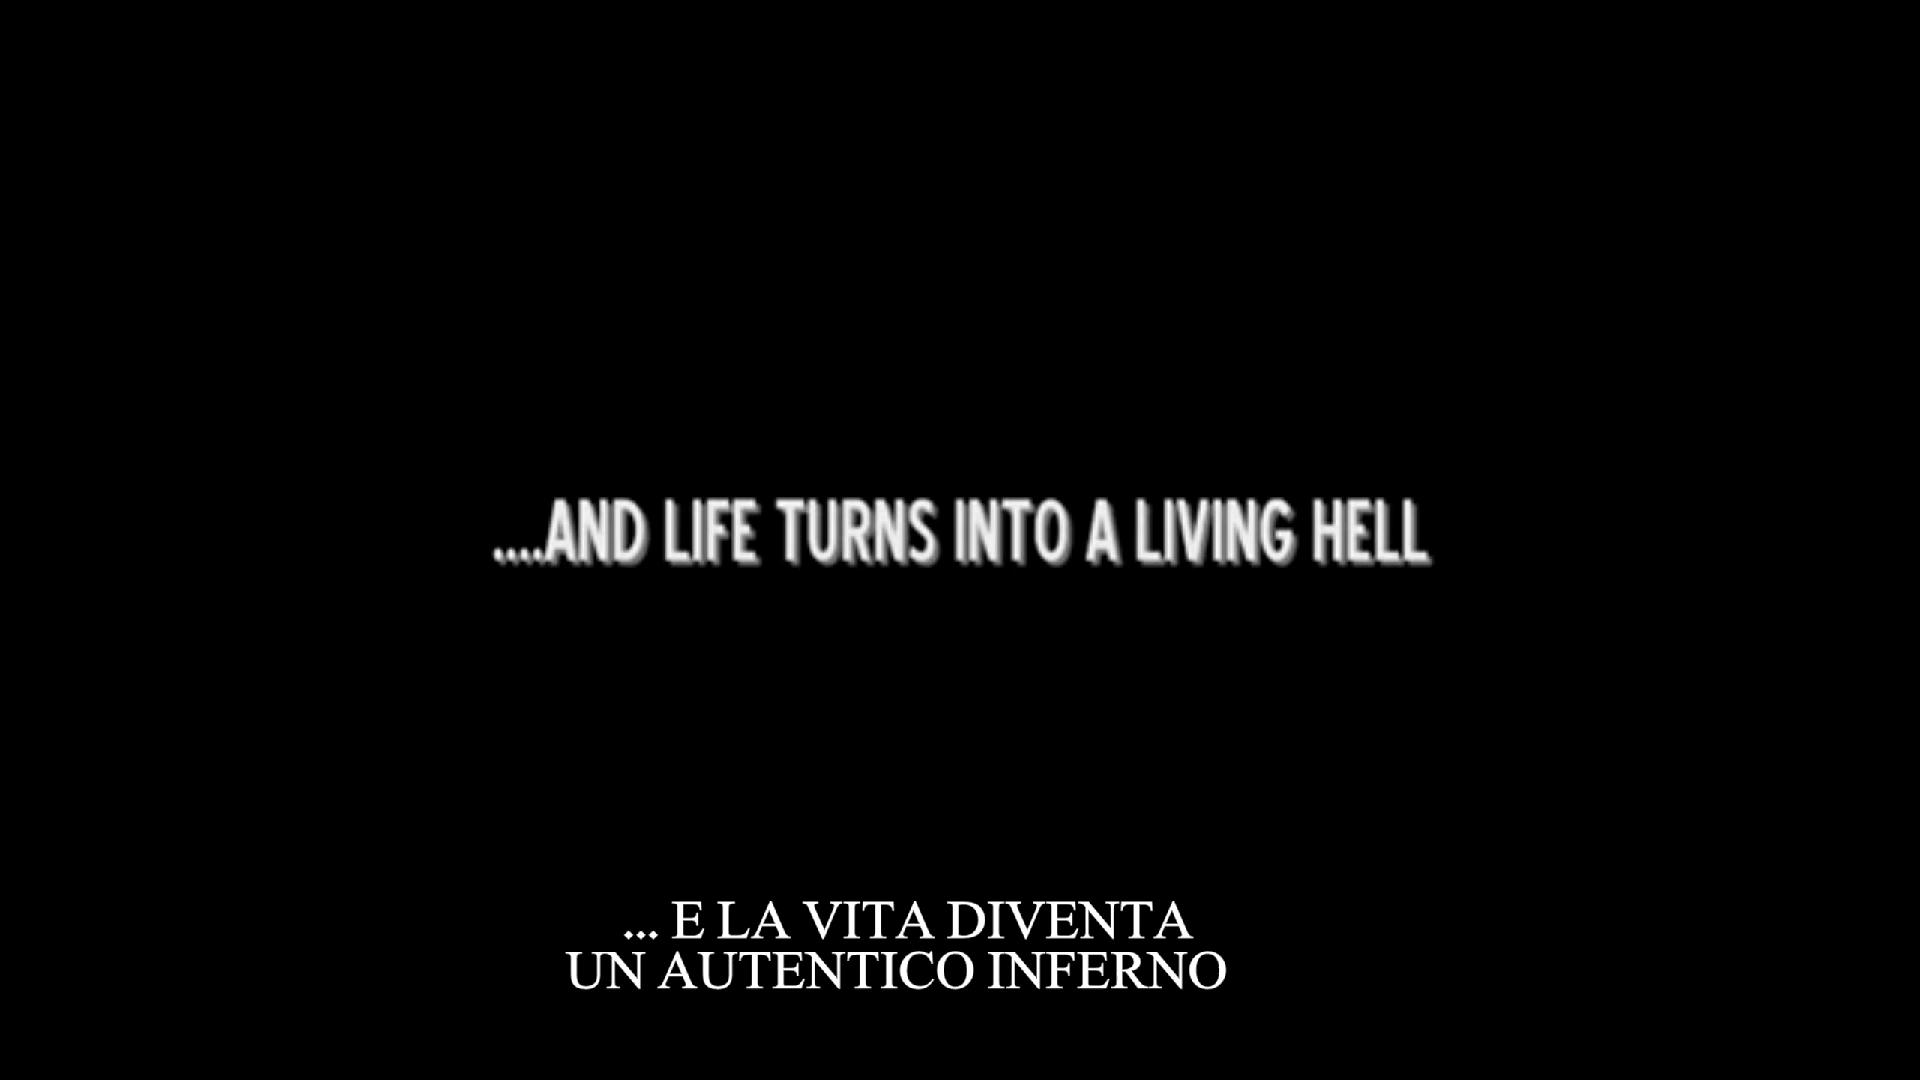 ....AND LIFE TURNS INTO A LIVING HELL
... E LA VITA DIVENTA
UN AUTENTICO INFERNO